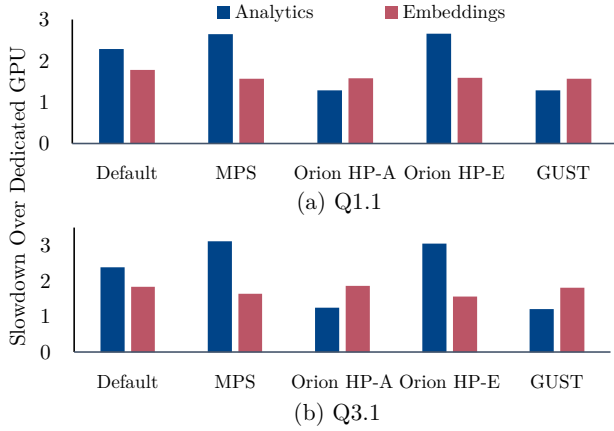 Analytics Embeddings
Slowdown Over Dedicated GPU
3
2
1
0
Default MPS Orion HP-A Orion HP-E GUST
(a) Q1.1
3
2
1
0
Default MPS Orion HP-A Orion HP-E GUST
(b) Q3.1